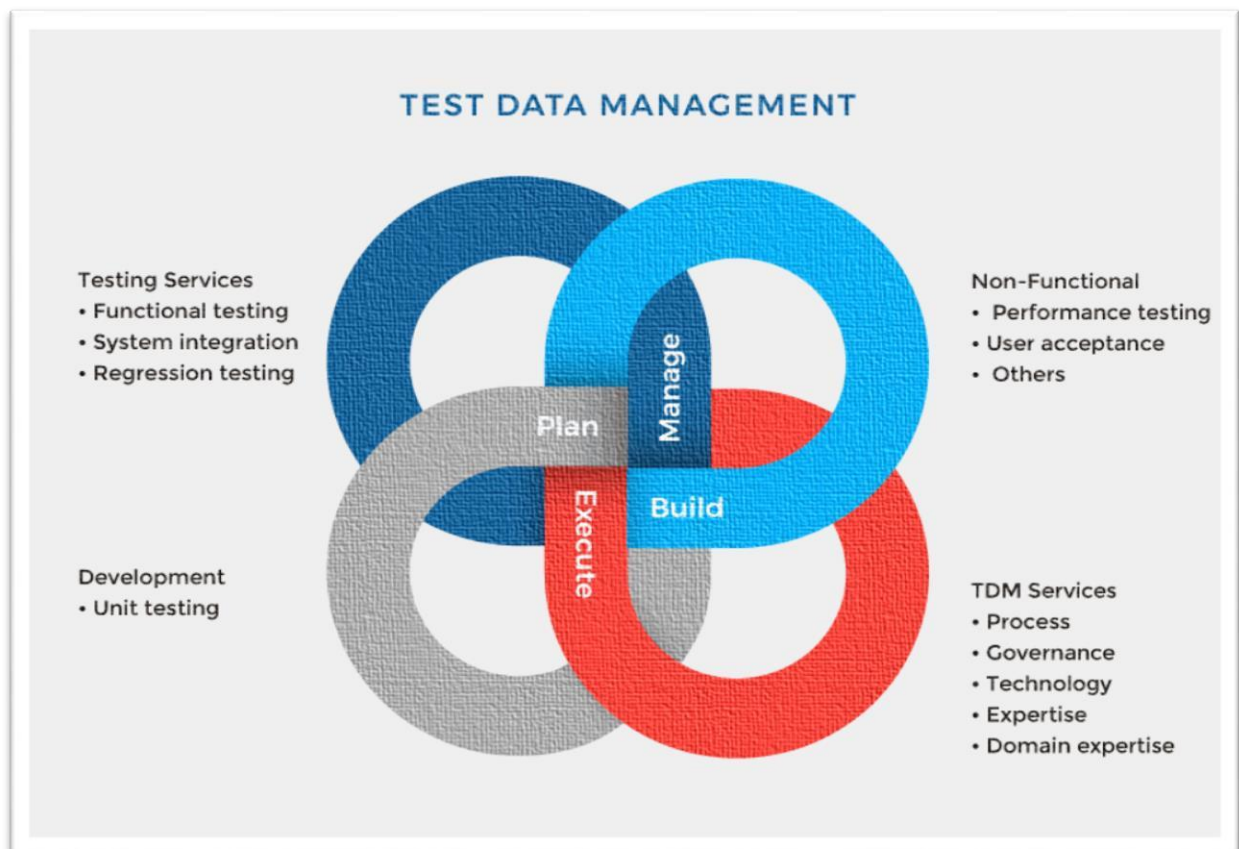 TEST DATA MANAGEMENT
Testing Services
• Functional testing
• System integration
• Regression testing
Non-Functional
• Performance testing
• User acceptance
• Others
Plan
Manage
Execute
Build
Development
• Unit testing
TDM Services
• Process
• Governance
• Technology
• Expertise
• Domain expertise